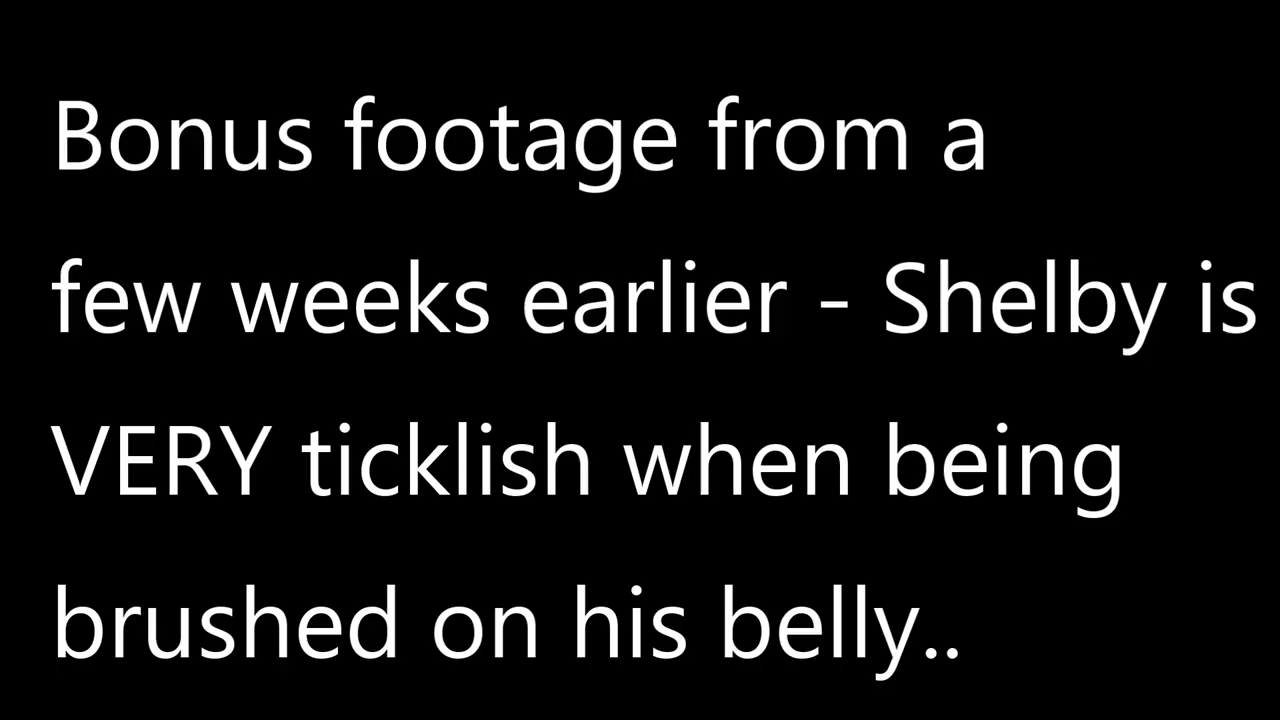 Bonus footage from a
few weeks earlier - Shelby is
VERY ticklish when being
brushed on his belly..